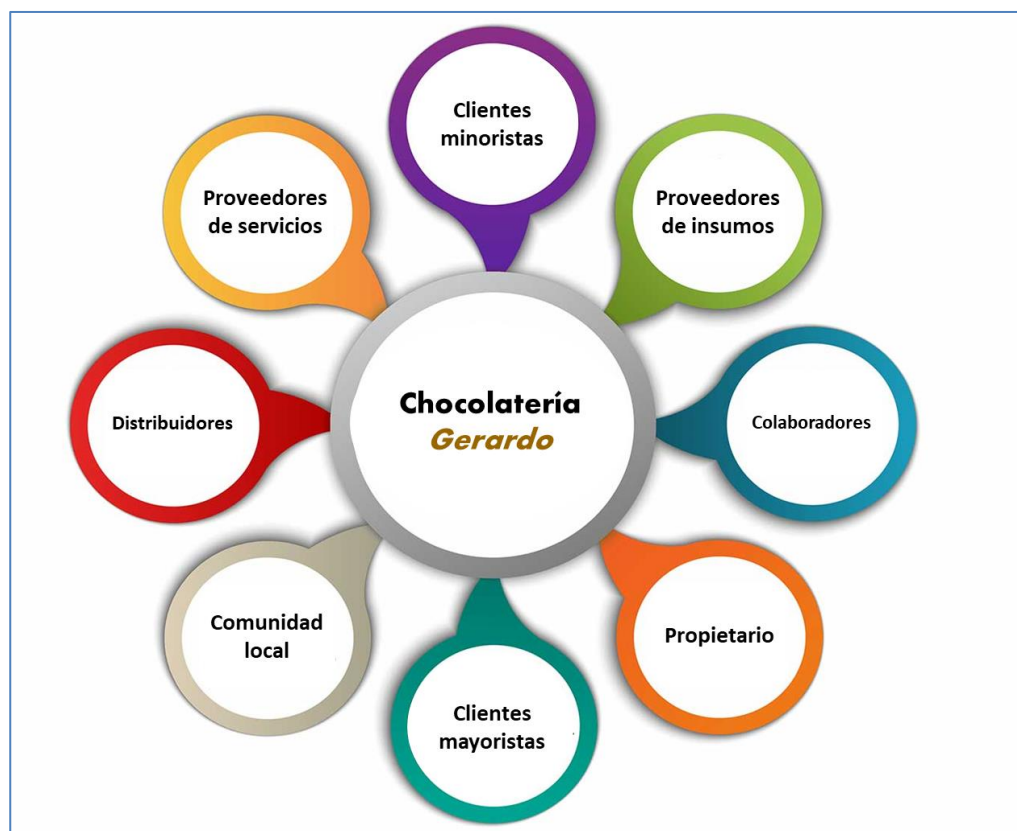 Clientes
minoristas
Proveedores
de servicios
Proveedores
de insumos
Distribuidores
Chocolatería
Gerardo
Colaboradores
Comunidad
local
Clientes
mayoristas
Propietario